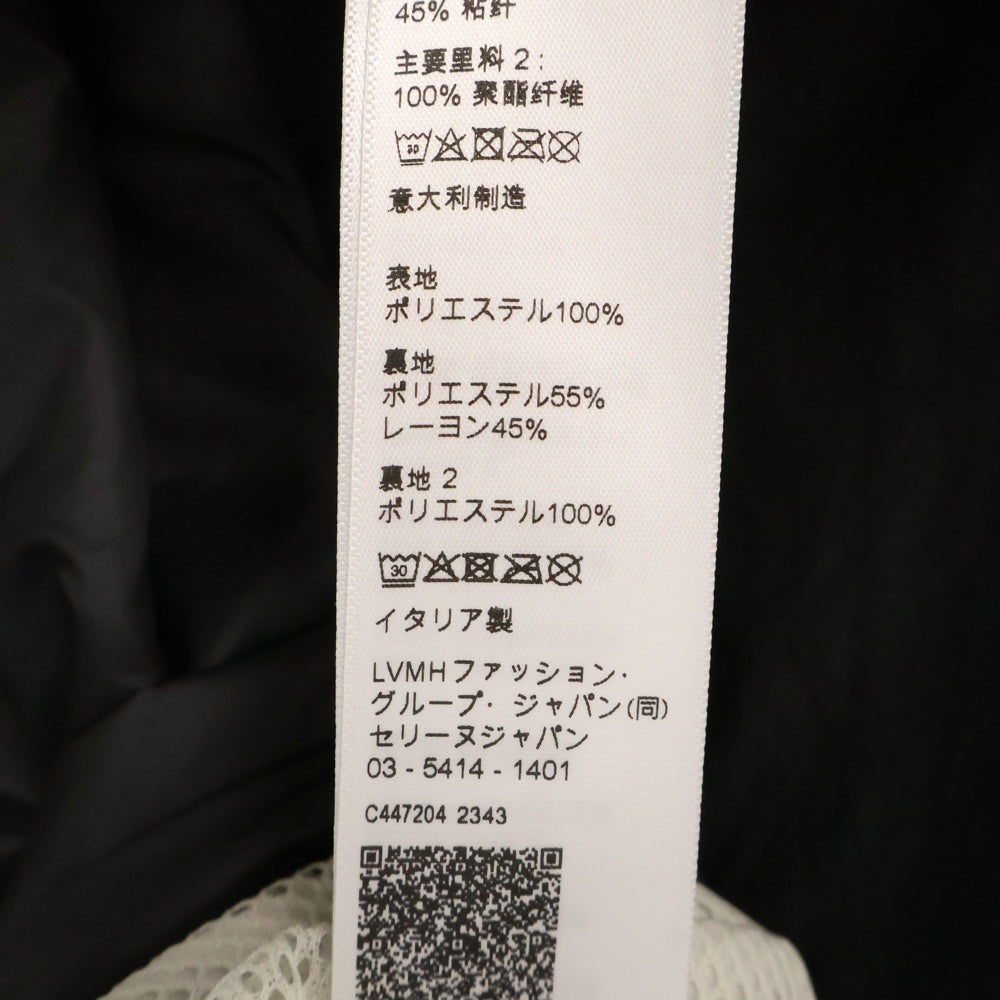 45% 粘纤
主要里料 2:
100% 聚酯纤维
30
意大利制造
表地
ポリエステル100%
裏地
ポリエステル55%
レーヨン45%
裏地 2
ポリエステル100%
30
イタリア製
LVMHファッション・
グループ・ジャパン(同)
セリーヌジャパン
03 - 5414 - 1401
C447204 2343